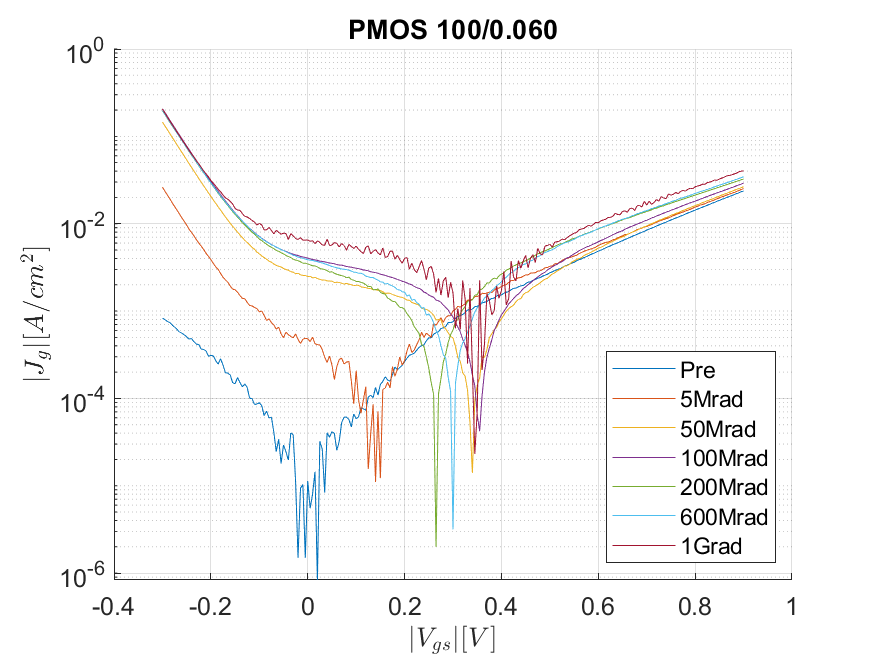 PMOS 100/0.060
10^0
10^-2
10^-4
10^-6
|J_g|[A/cm^2]
-0.4 -0.2 0 0.2 0.4 0.6 0.8 1
|V_gs|[V]
Pre
5Mrad
50Mrad
100Mrad
200Mrad
600Mrad
1Grad